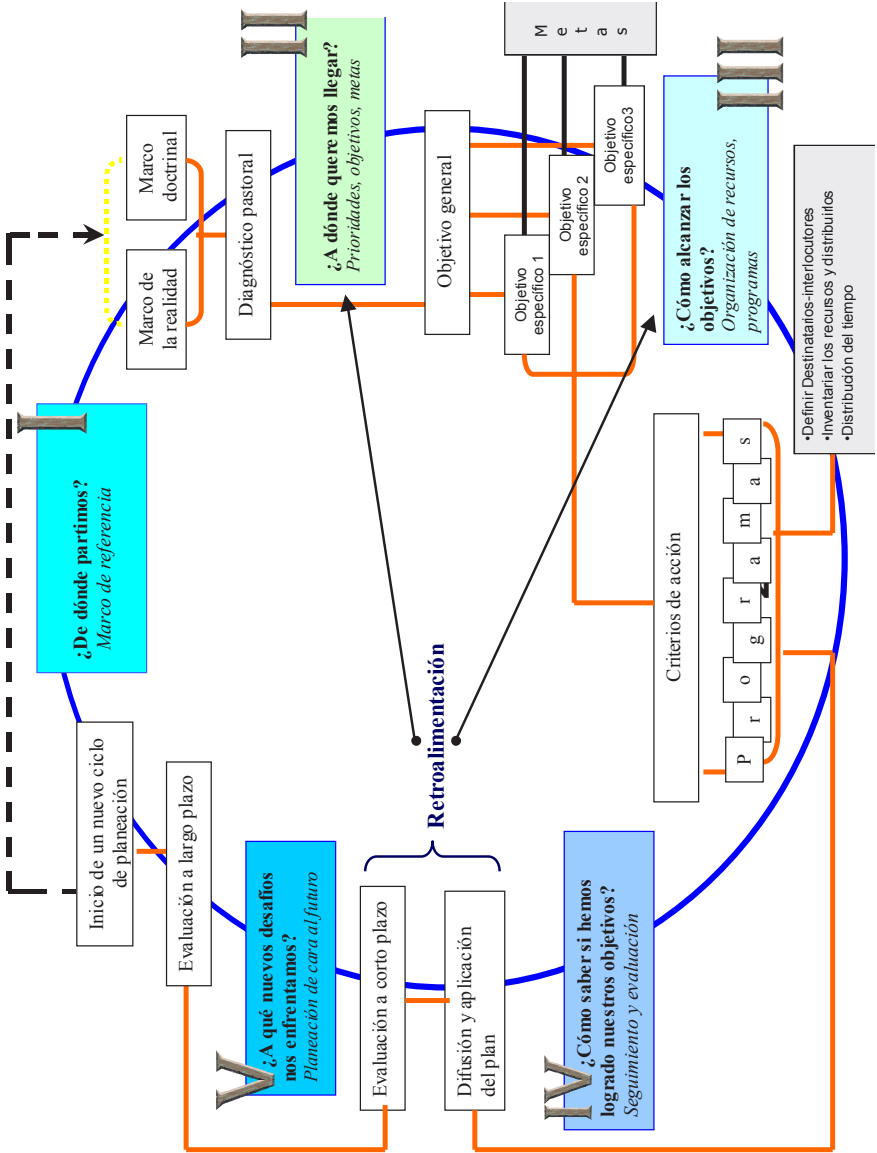 I
¿De dónde partimos?
Marco de referencia
Marco de
la realidad
Marco
doctrinal
Diagnóstico pastoral
II
¿A dónde queremos llegar?
Prioridades, objetivos, metas
Objetivo general
Objetivo
específico 1
Objetivo
específico 2
Objetivo
específico3
M
e
t
a
s
III
¿Cómo alcanzar los
objetivos?
Organización de recursos,
programas
Criterios de acción
P r o g r a m a s
•Definir Destinatarios-interlocutores
•Inventariar los recursos y distribuirlos
•Distribución del tiempo
IV
¿Cómo saber si hemos
logrado nuestros objetivos?
Seguimiento y evaluación
Difusión y aplicación
del plan
Evaluación a corto plazo
Retroalimentación
V
¿A qué nuevos desafíos
nos enfrentamos?
Planeación de cara al futuro
Evaluación a largo plazo
Inicio de un nuevo ciclo
de planeación